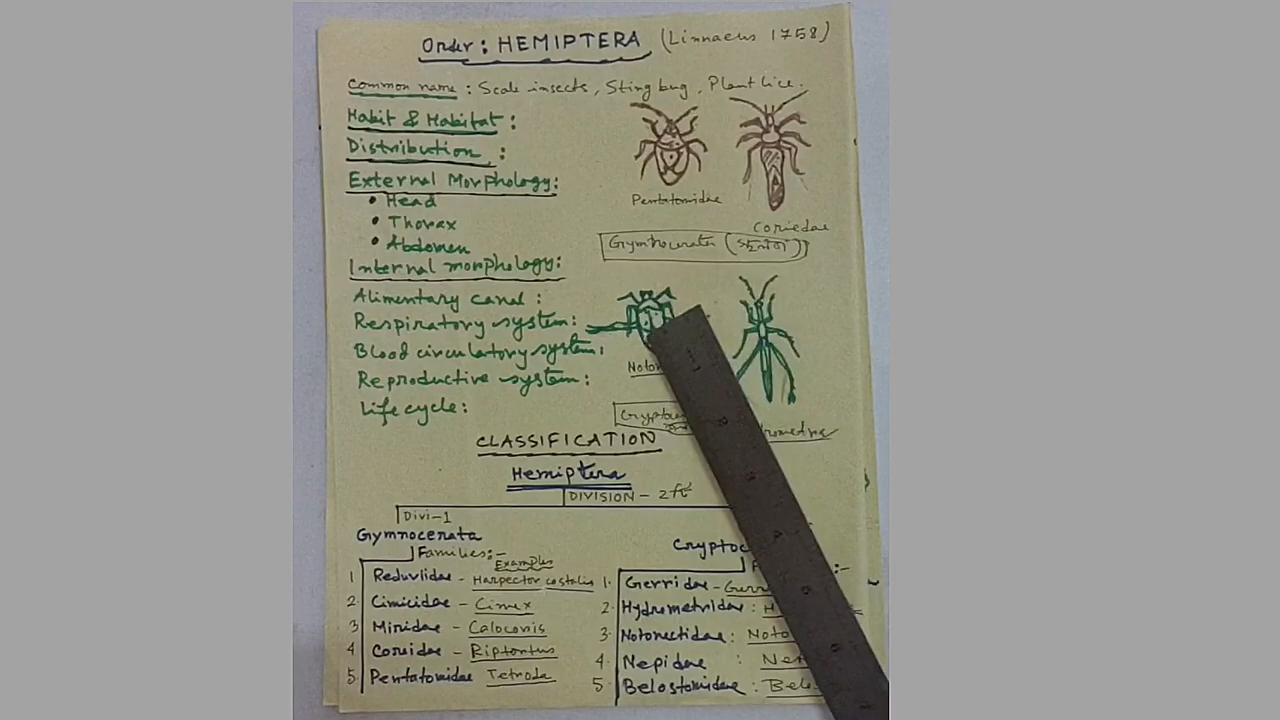 Order: HEMIPTERA (Linnaeus 1758)
Common name: Scale insects, Sting bug, Plant lice.
Habit & Habitat:
Distribution:
External Morphology:
• Head
• Thorax
• Abdomen
Pentatomidae
Coriedae
Gymnocerata
Internal morphology:
Alimentary canal:
Respiratory system:
Blood circulatory system:
Reproductive system:
Life cycle:
CLASSIFICATION
Hemiptera
DIVISION - 2
Divi-1
Gymnocerata
Families:-
Examples
1 Reduviidae - Harpector costalis
2 Cimicidae - Cimex
3 Miridae - Caloconis
4 Coreidae - Riptortus
5 Pentatomidae Tetroda
1. Gerridae -
2. Hydrometridae:
3. Notonectidae:
4 Nepidae :
5 Belostomidae: